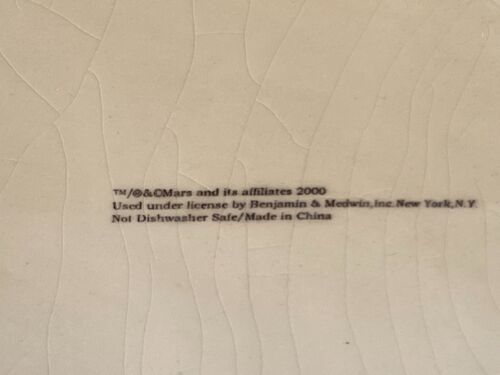 ™/®&©Mars and its affiliates 2000
Used under license by Benjamin & Medwin,Inc.New York,N.Y
Not Dishwasher Safe/Made in China